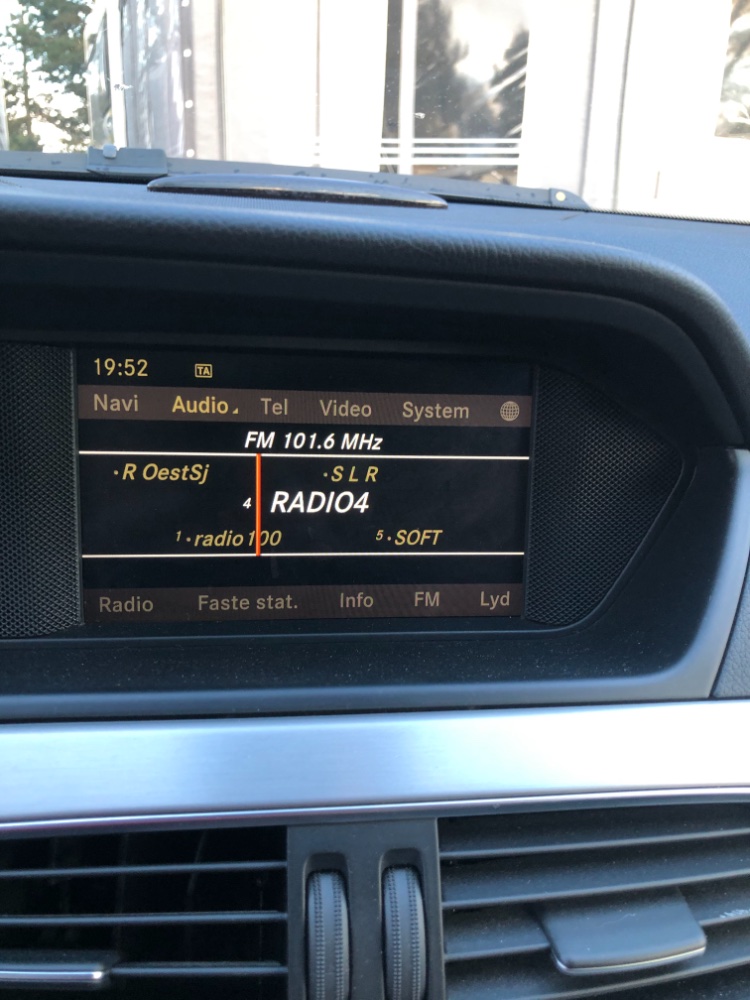 19:52 TA
Navi Audio Tel Video System
FM 101.6 MHz
·R OestSj ·S L R
4 RADIO4
1·radio100 5·SOFT
Radio Faste stat. Info FM Lyd